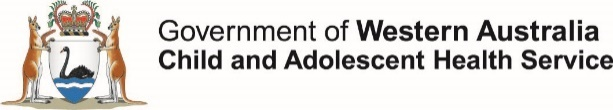 Government of Western Australia
Child and Adolescent Health Service